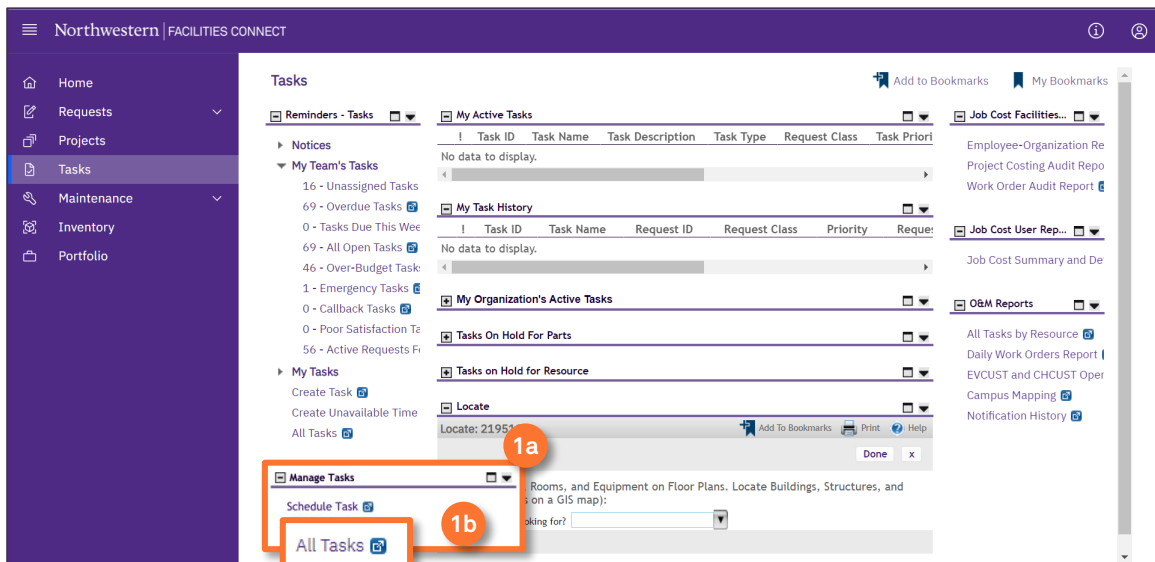 Northwestern | FACILITIES CONNECT
Home
Requests
Projects
Tasks
Maintenance
Inventory
Portfolio
Tasks
Add to Bookmarks
My Bookmarks
Reminders - Tasks
Notices
My Team's Tasks
16 - Unassigned Tasks
69 - Overdue Tasks
0 - Tasks Due This Wee
69 - All Open Tasks
46 - Over-Budget Task
1 - Emergency Tasks
0 - Callback Tasks
0 - Poor Satisfaction Ta
56 - Active Requests F
My Tasks
Create Task
Create Unavailable Time
All Tasks
Manage Tasks
Schedule Task
All Tasks
1a
1b
My Active Tasks
! Task ID Task Name Task Description Task Type Request Class Task Priori
No data to display.
My Task History
! Task ID Task Name Request ID Request Class Priority Reques
No data to display.
My Organization's Active Tasks
Tasks On Hold For Parts
Tasks on Hold for Resource
Locate
Locate: 21951
Add To Bookmarks Print Help
Done x
Rooms, and Equipment on Floor Plans. Locate Buildings, Structures, and
on a GIS map):
oking for?
Job Cost Facilities...
Employee-Organization Re
Project Costing Audit Repo
Work Order Audit Report
Job Cost User Rep...
Job Cost Summary and De
O&M Reports
All Tasks by Resource
Daily Work Orders Report
EVCUST and CHCUST Oper
Campus Mapping
Notification History